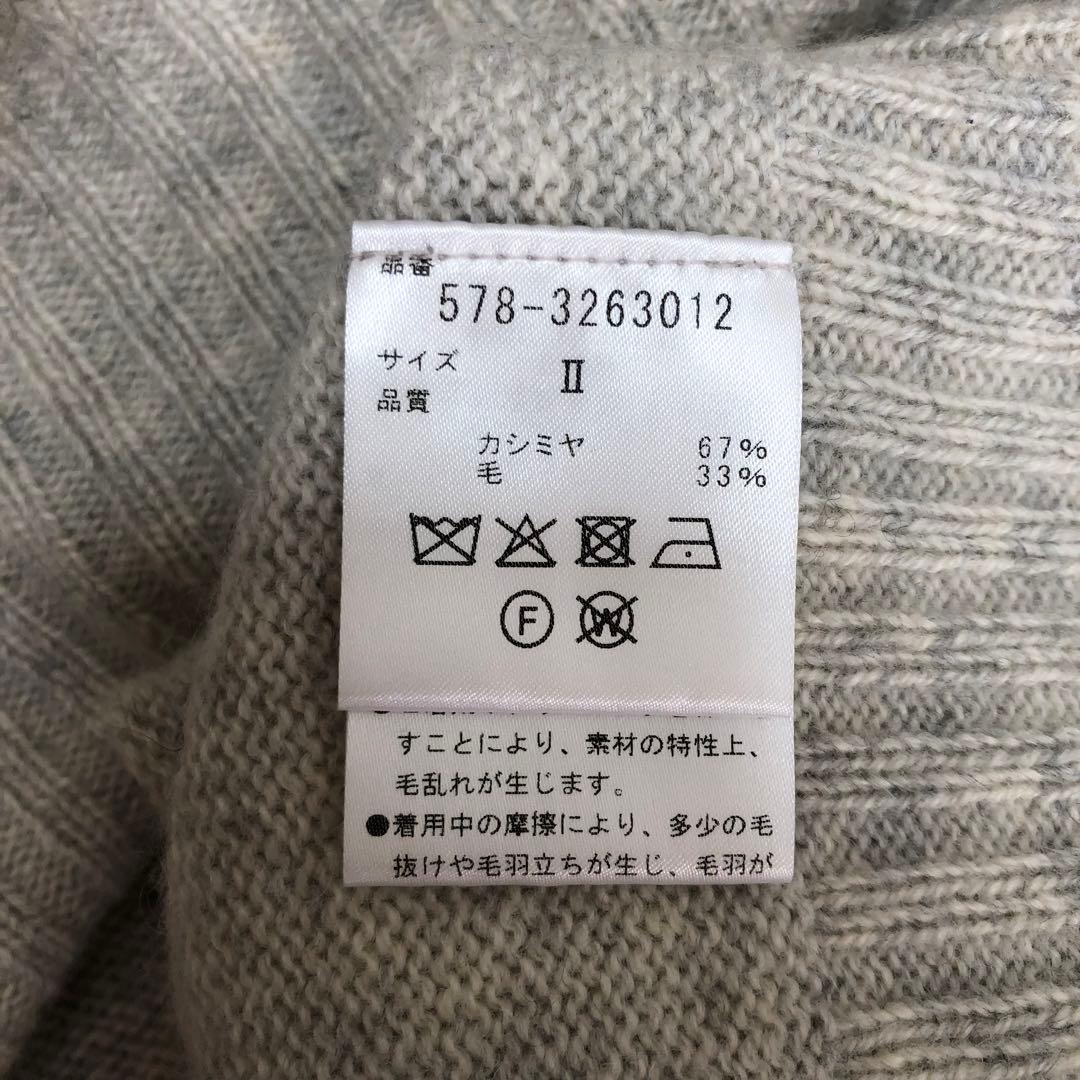 品番
578-3263012
サイズ Ⅱ
品質
カシミヤ 67%
毛 33%
F
W
すことにより、素材の特性上、
毛乱れが生じます。
●着用中の摩擦により、多少の毛
抜けや毛羽立ちが生じ、毛羽が